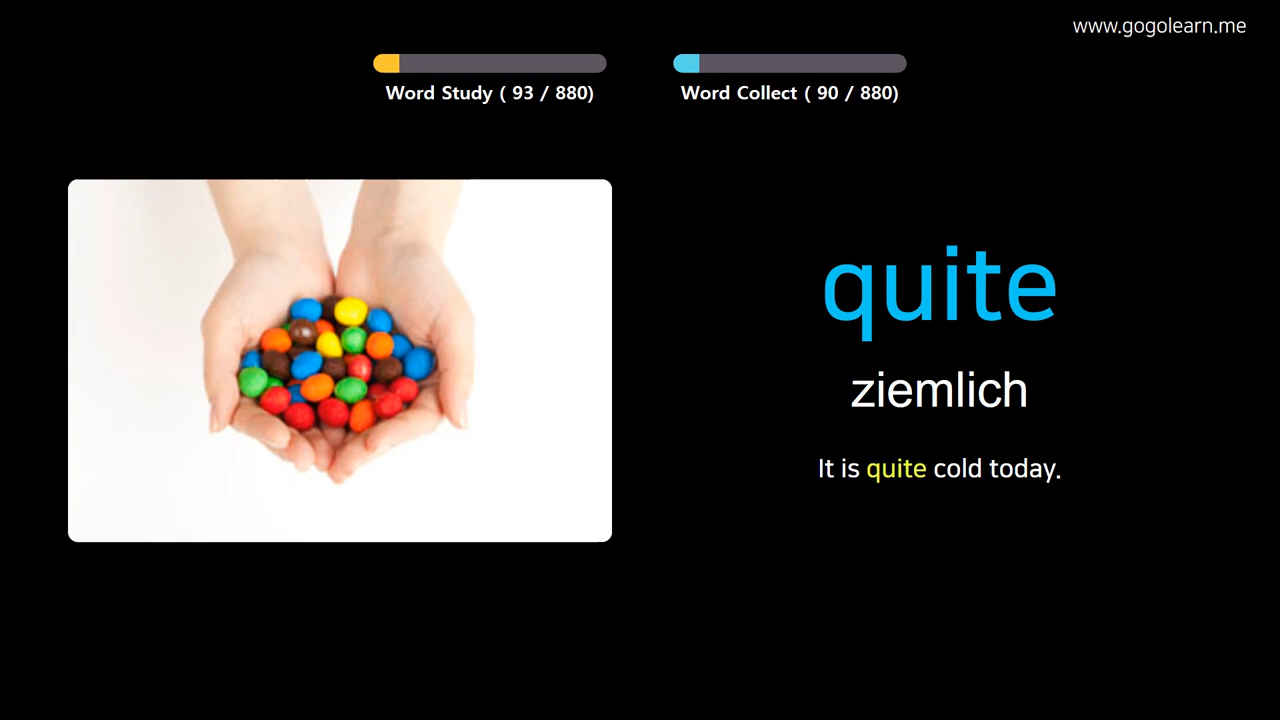 www.gogolearn.me
Word Study ( 93 / 880)
Word Collect ( 90 / 880)
quite
ziemlich
It is quite cold today.